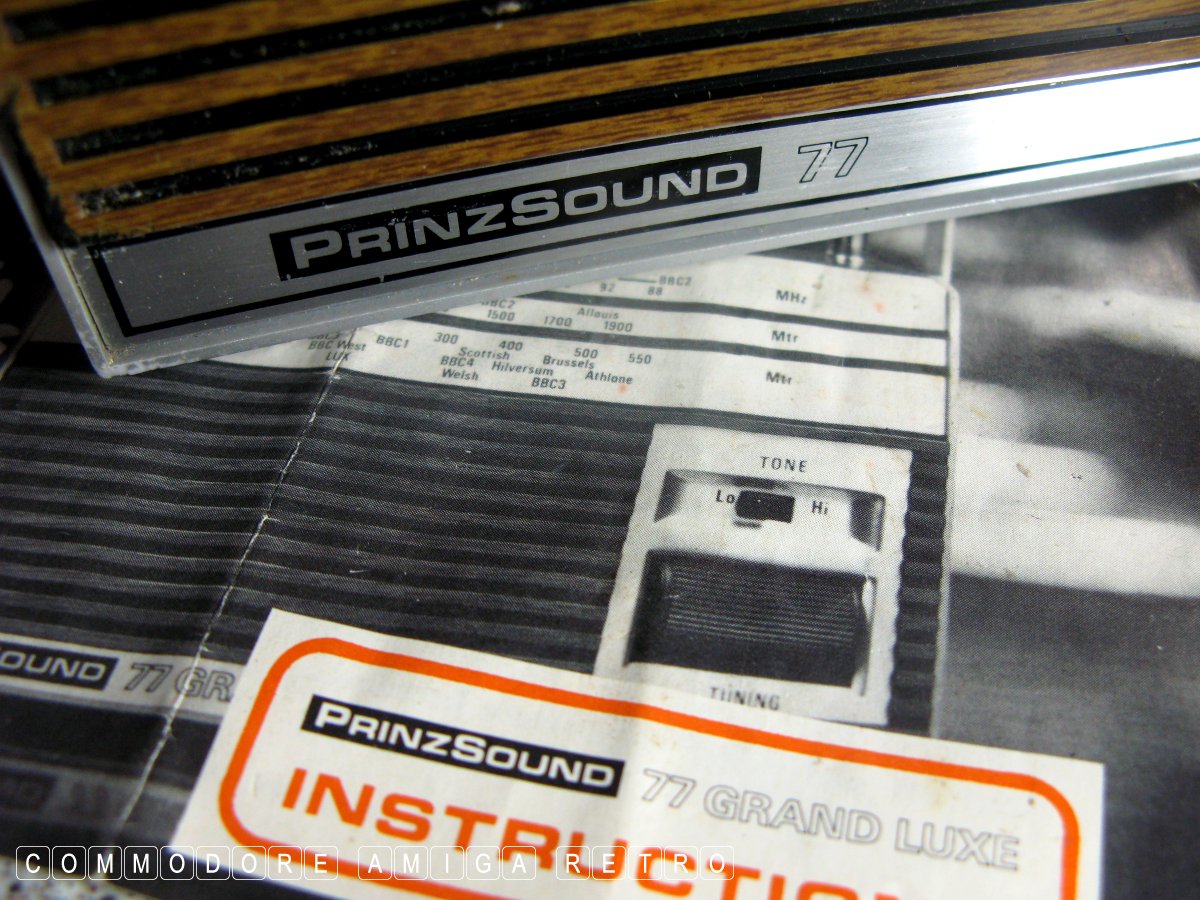 PRINZSOUND 77
BBC2
92 88 MHz
BBC2 Allouis
1500 1700 1900 Mtr
BBC1 300 400 500 550
BBC West Scottish Brussels
LUX BBC4 Hilversum Athlone Mtr
Welsh BBC3
TONE
Lo Hi
TUNING
SOUND 77 GR
PRINZSOUND 77 GRAND LUXE
INSTRUCTION
COMMODORE AMIGA RETRO